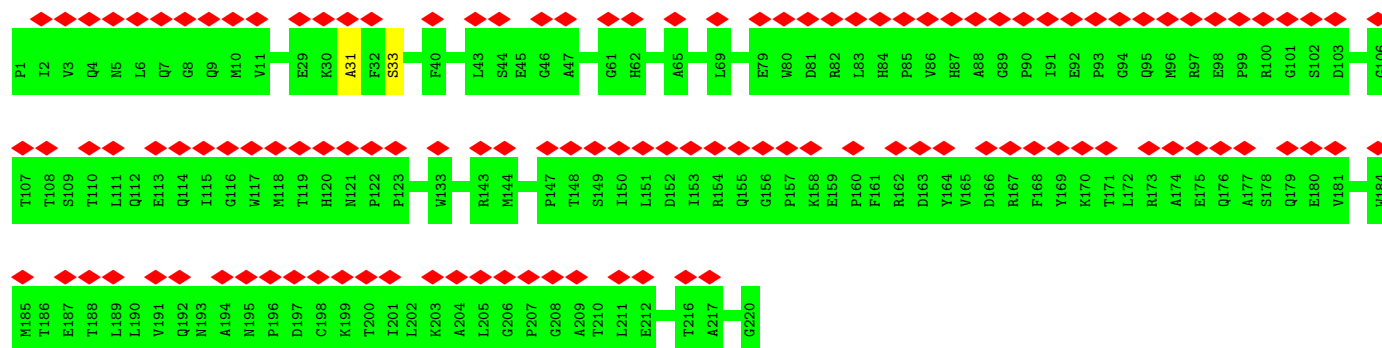 P1 I2 V3 Q4 N5 L6 Q7 G8 Q9 M10 V11 E29 K30 A31 F32 S33 F40 L43 S44 E45 G46 A47 G61 H62 A65 L69 E79 W80 D81 R82 L83 H84 P85 V86 H87 A88 G89 P90 I91 E92 P93 G94 Q95 M96 R97 E98 P99 R100 G101 S102 D103 G106
T107 T108 S109 T110 L111 Q112 E113 Q114 I115 G116 W117 M118 T119 H120 N121 P122 P123 W133 R143 M144 P147 T148 S149 I150 L151 D152 I153 R154 Q155 G156 P157 K158 E159 P160 F161 R162 D163 Y164 V165 D166 R167 F168 Y169 K170 T171 L172 R173 A174 E175 Q176 A177 S178 Q179 E180 V181 W184
M185 T186 E187 T188 L189 L190 V191 Q192 N193 A194 N195 P196 D197 C198 K199 T200 I201 L202 K203 A204 L205 G206 P207 G208 A209 T210 L211 E212 T216 A217 G220